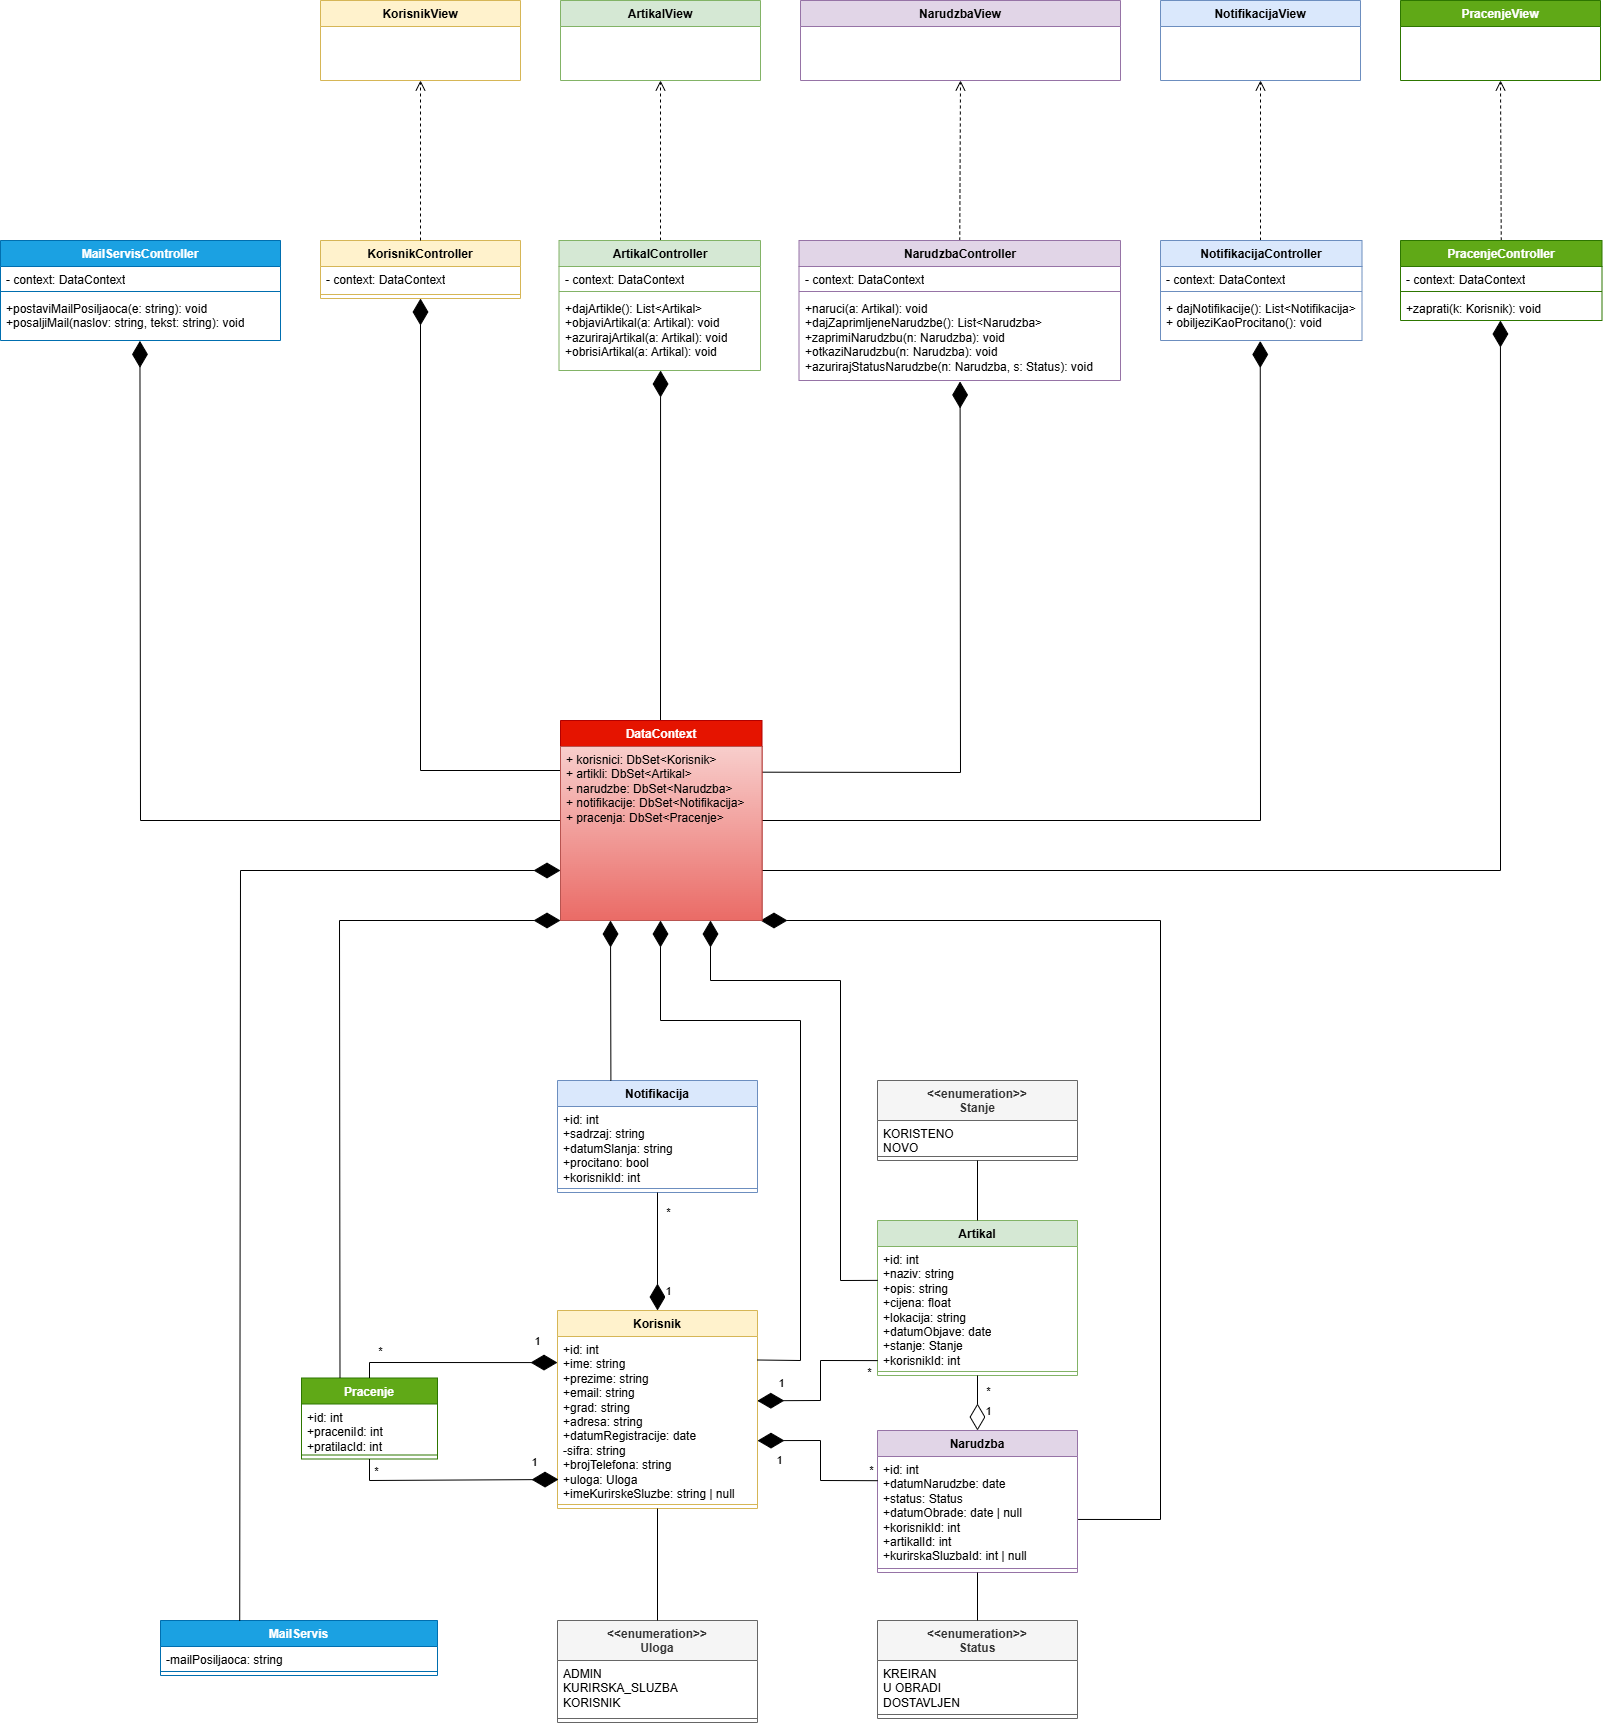 KorisnikView
ArtikalView
NarudzbaView
NotifikacijaView
PracenjeView
MailServisController
- context: DataContext
+postaviMailPosiljaoca(e: string): void
+posaljiMail(naslov: string, tekst: string): void
KorisnikController
- context: DataContext
ArtikalController
- context: DataContext
+dajArtikle(): List<Artikal>
+objaviArtikal(a: Artikal): void
+azurirajArtikal(a: Artikal): void
+obrisiArtikal(a: Artikal): void
NarudzbaController
- context: DataContext
+naruci(a: Artikal): void
+dajZaprimljeneNarudzbe(): List<Narudzba>
+zaprimiNarudzbu(n: Narudzba): void
+otkaziNarudzbu(n: Narudzba): void
+azurirajStatusNarudzbe(n: Narudzba, s: Status): void
NotifikacijaController
- context: DataContext
+ dajNotifikacije(): List<Notifikacija>
+ obiljeziKaoProcitano(): void
PracenjeController
- context: DataContext
+zaprati(k: Korisnik): void
DataContext
+ korisnici: DbSet<Korisnik>
+ artikli: DbSet<Artikal>
+ narudzbe: DbSet<Narudzba>
+ notifikacije: DbSet<Notifikacija>
+ pracenja: DbSet<Pracenje>
Notifikacija
+id: int
+sadrzaj: string
+datumSlanja: string
+procitano: bool
+korisnikId: int
*
1
<<enumeration>>
Stanje
KORISTENO
NOVO
Artikal
+id: int
+naziv: string
+opis: string
+cijena: float
+lokacija: string
+datumObjave: date
+stanje: Stanje
+korisnikId: int
Korisnik
+id: int
+ime: string
+prezime: string
+email: string
+grad: string
+adresa: string
+datumRegistracije: date
-sifra: string
+brojTelefona: string
+uloga: Uloga
+imeKurirskeSluzbe: string | null
1
*
1
*
Pracenje
+id: int
+praceniId: int
+pratilacId: int
*
1
*
1
*
1
1
*
Narudzba
+id: int
+datumNarudzbe: date
+status: Status
+datumObrade: date | null
+korisnikId: int
+artikalId: int
+kurirskaSluzbaId: int | null
MailServis
-mailPosiljaoca: string
<<enumeration>>
Uloga
ADMIN
KURIRSKA_SLUZBA
KORISNIK
<<enumeration>>
Status
KREIRAN
U OBRADI
DOSTAVLJEN